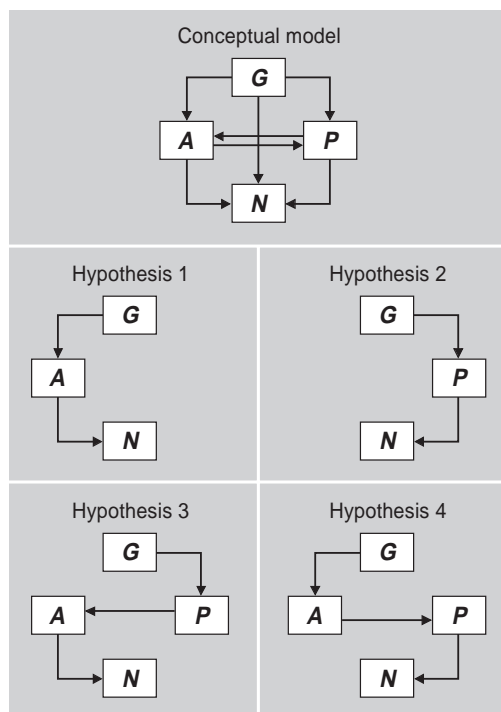 Conceptual model
G
A P
N
Hypothesis 1
G
A
N
Hypothesis 2
G
P
N
Hypothesis 3
G
A P
N
Hypothesis 4
G
A P
N